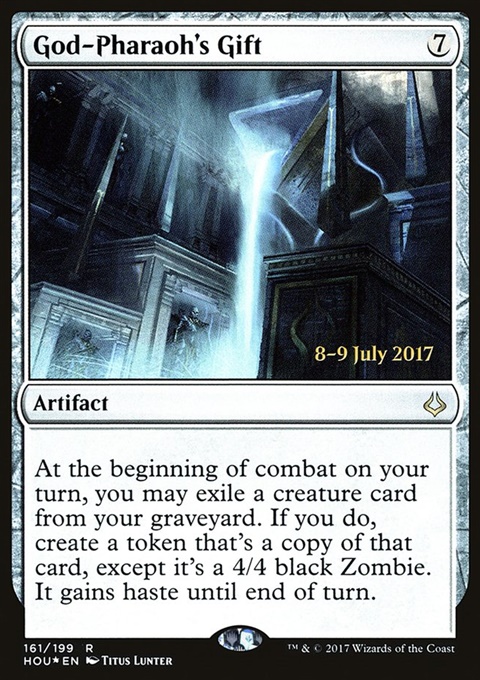 God-Pharaoh's Gift 7
8–9 July 2017
Artifact
At the beginning of combat on your
turn, you may exile a creature card
from your graveyard. If you do,
create a token that's a copy of that
card, except it's a 4/4 black Zombie.
It gains haste until end of turn.
161/199 R
HOU★EN Titus Lunter
™ & © 2017 Wizards of the Coast